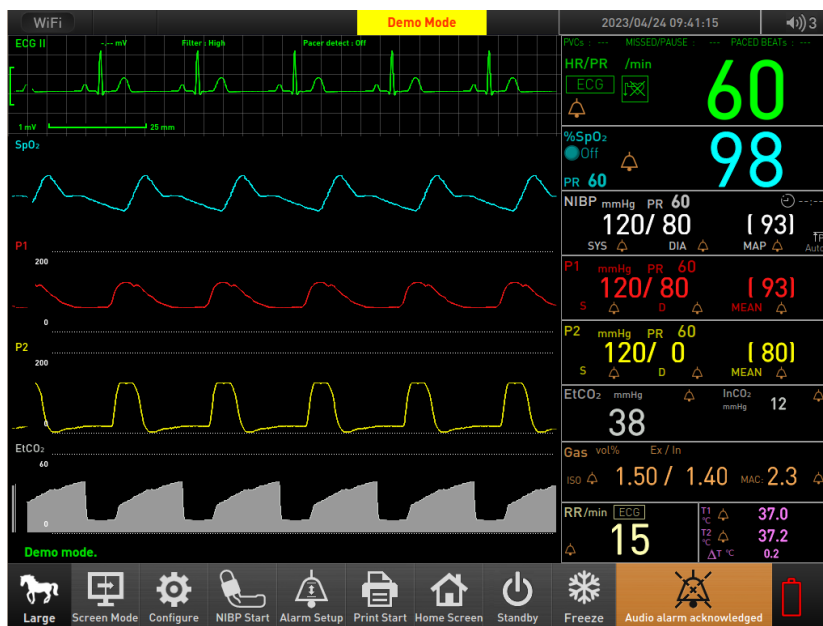 WiFi
Demo Mode
2023/04/24 09:41:15
3
ECG II -.-- mV Filter : High Pacer detect : Off
1 mV 25 mm
PVCs : --- MISSED/PAUSE : --- PACED BEATs : ---
HR/PR /min
ECG
60
SpO₂
%SpO₂
Off
98
PR 60
NIBP mmHg PR 60 --:--
120/ 80 ( 93)
SYS DIA MAP Auto
P1
200
0
P1 mmHg PR 60
120/ 80 ( 93)
S D MEAN
P2
200
0
P2 mmHg PR 60
120/ 0 ( 80)
S D MEAN
EtCO₂
60
0
EtCO₂ mmHg InCO₂
mmHg 12
38
Gas vol% Ex / In
ISO 1.50 / 1.40 MAC: 2.3
RR/min ECG
15
T1 °C 37.0
T2 °C 37.2
ΔT °C 0.2
Demo mode.
Large Screen Mode Configure NIBP Start Alarm Setup Print Start Home Screen Standby Freeze Audio alarm acknowledged